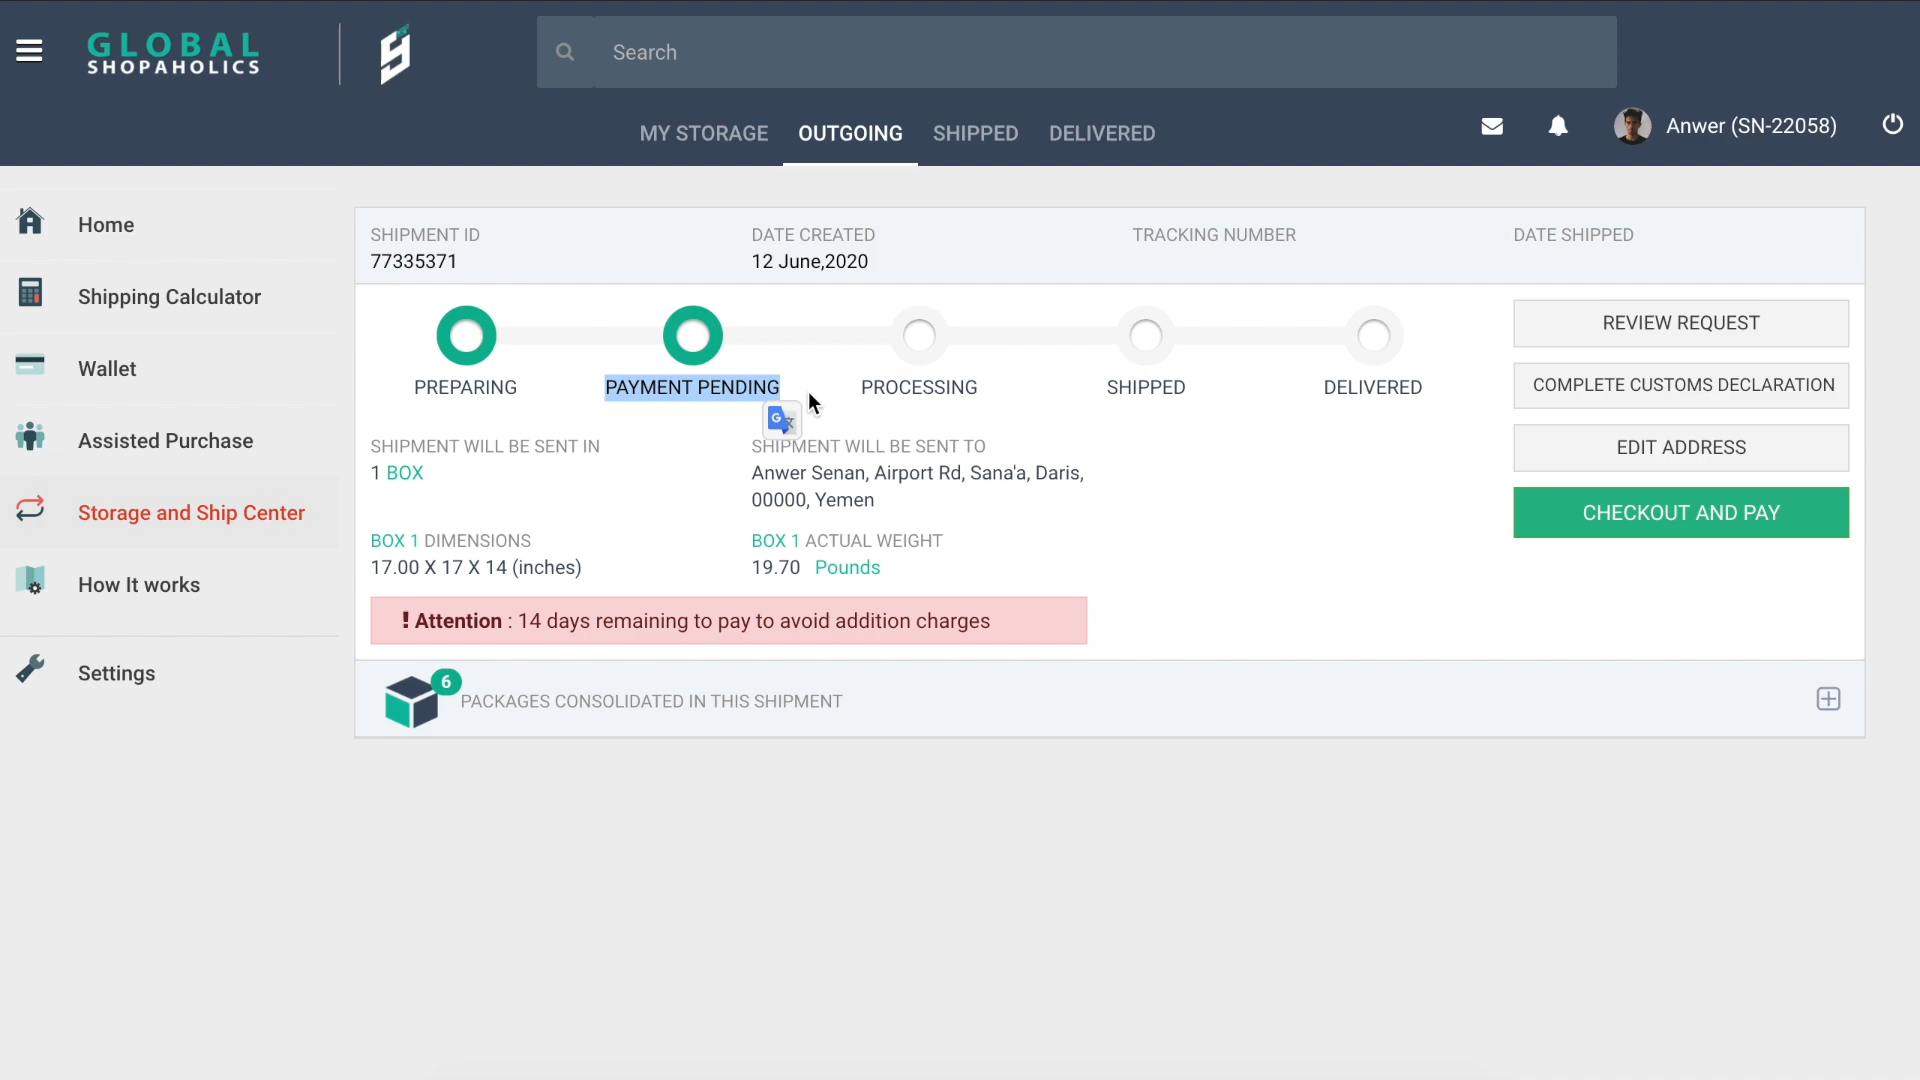 GLOBAL
SHOPAHOLICS
Search
MY STORAGE
OUTGOING
SHIPPED
DELIVERED
Anwer (SN-22058)
Home
Shipping Calculator
Wallet
Assisted Purchase
Storage and Ship Center
How It works
Settings
SHIPMENT ID
77335371
DATE CREATED
12 June,2020
TRACKING NUMBER
DATE SHIPPED
PREPARING
PAYMENT PENDING
PROCESSING
SHIPPED
DELIVERED
SHIPMENT WILL BE SENT IN
1 BOX
SHIPMENT WILL BE SENT TO
Anwer Senan, Airport Rd, Sana'a, Daris,
00000, Yemen
BOX 1 DIMENSIONS
17.00 X 17 X 14 (inches)
BOX 1 ACTUAL WEIGHT
19.70 Pounds
! Attention : 14 days remaining to pay to avoid addition charges
REVIEW REQUEST
COMPLETE CUSTOMS DECLARATION
EDIT ADDRESS
CHECKOUT AND PAY
6
PACKAGES CONSOLIDATED IN THIS SHIPMENT